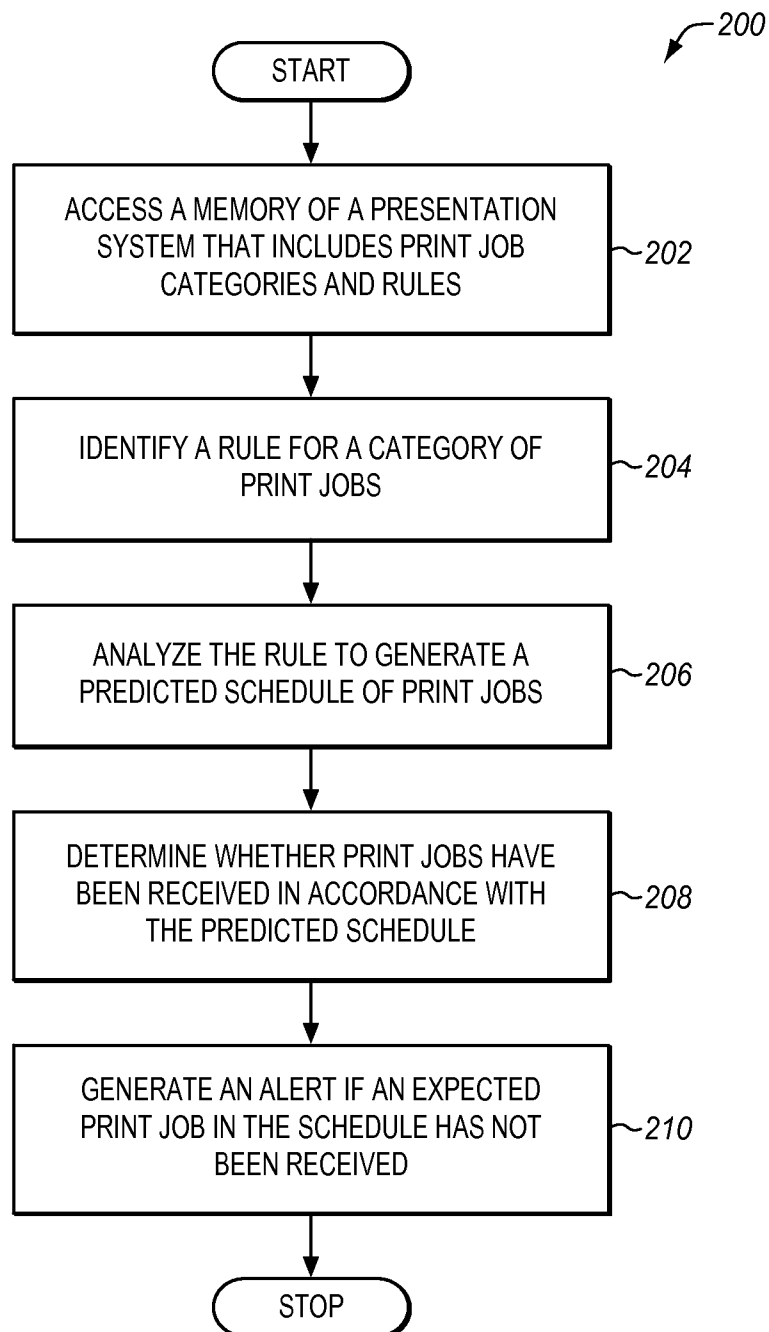 200
START
ACCESS A MEMORY OF A PRESENTATION
SYSTEM THAT INCLUDES PRINT JOB
CATEGORIES AND RULES
202
IDENTIFY A RULE FOR A CATEGORY OF
PRINT JOBS
204
ANALYZE THE RULE TO GENERATE A
PREDICTED SCHEDULE OF PRINT JOBS
206
DETERMINE WHETHER PRINT JOBS HAVE
BEEN RECEIVED IN ACCORDANCE WITH
THE PREDICTED SCHEDULE
208
GENERATE AN ALERT IF AN EXPECTED
PRINT JOB IN THE SCHEDULE HAS NOT
BEEN RECEIVED
210
STOP